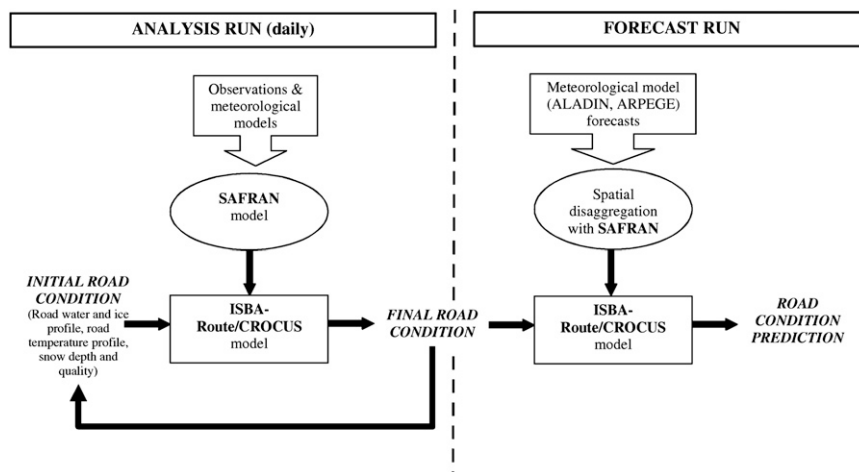 ANALYSIS RUN (daily)
FORECAST RUN
Observations &
meteorological
models
Meteorological model
(ALADIN, ARPEGE)
forecasts
SAFRAN
model
Spatial
disaggregation
with SAFRAN
INITIAL ROAD
CONDITION
(Road water and ice
profile, road
temperature profile,
snow depth and
quality)
ISBA-
Route/CROCUS
model
FINAL ROAD
CONDITION
ISBA-
Route/CROCUS
model
ROAD
CONDITION
PREDICTION